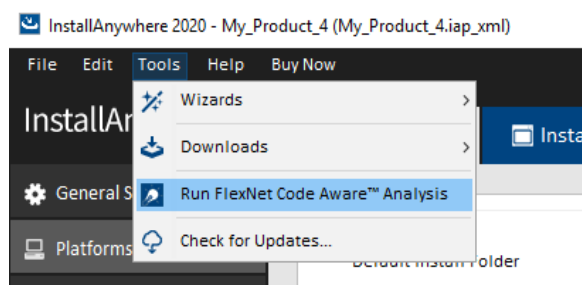 InstallAnywhere 2020 - My_Product_4 (My_Product_4.iap_xml)
File Edit Tools Help Buy Now
Wizards
InstallAn
Insta
Downloads
General S
Run FlexNet Code Aware™ Analysis
Platforms
Check for Updates...
Default Install Folder